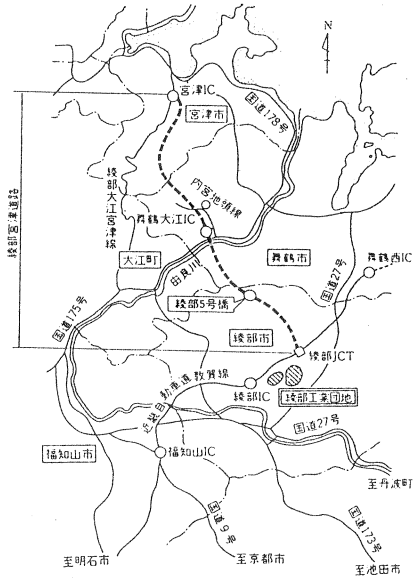 N
宮津IC
宮津市
国道178号
綾部宮津道路
綾部大江宮津線
内宮地頭線
舞鶴大江IC
大江町
由良川
舞鶴市
国道27号
舞鶴西IC
国道175号
綾部5号橋
綾部市
綾部JCT
近畿自動車道敦賀線
綾部IC
綾部工業団地
国道27号
福知山市
福知山IC
至丹波町
国道9号
国道173号
至明石市
至京都市
至池田市